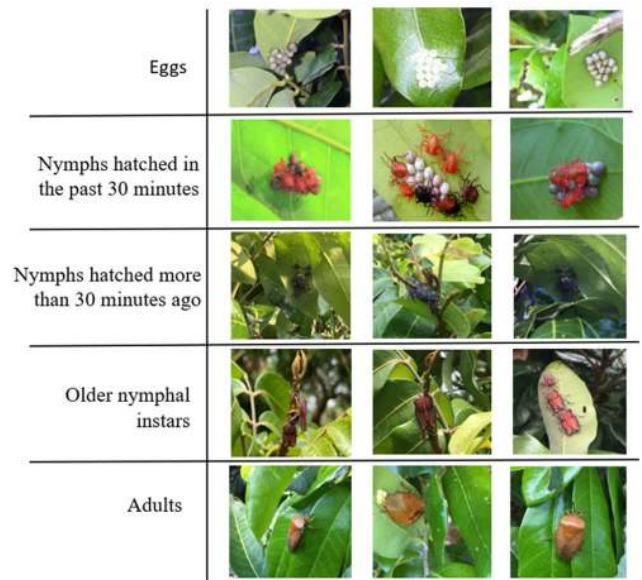 Eggs
Nymphs hatched in
the past 30 minutes
Nymphs hatched more
than 30 minutes ago
Older nymphal
instars
Adults